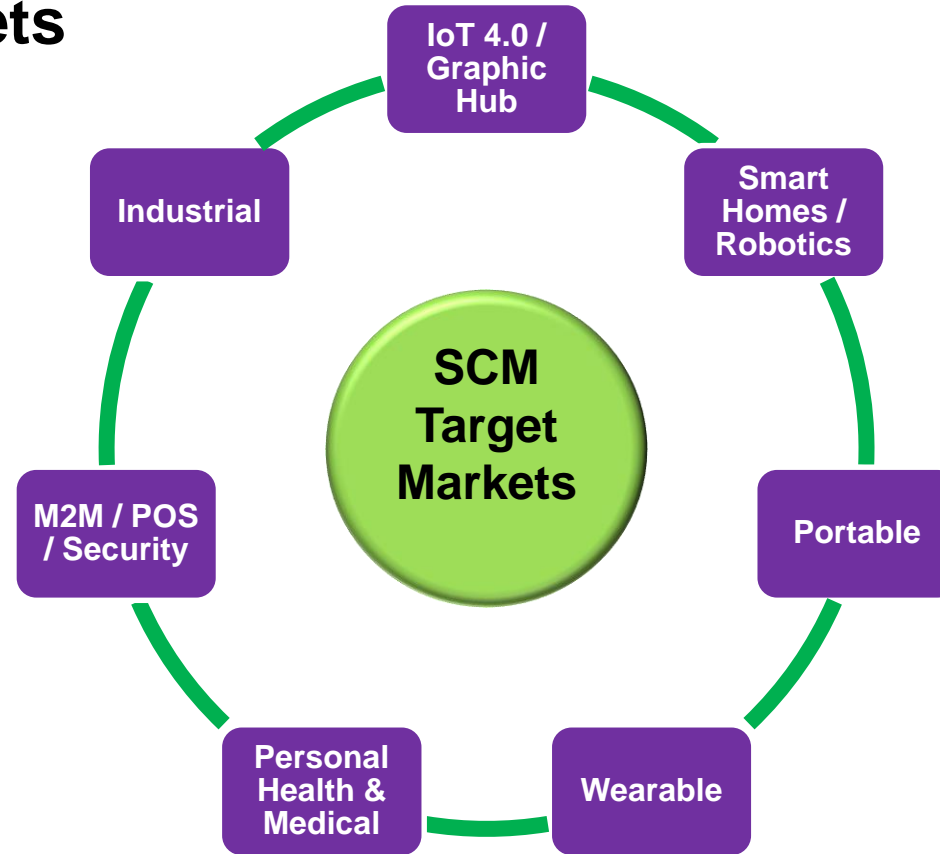 ets
IoT 4.0 /
Graphic
Hub
Smart
Homes /
Robotics
Portable
Wearable
Personal
Health &
Medical
M2M / POS
/ Security
Industrial
SCM
Target
Markets